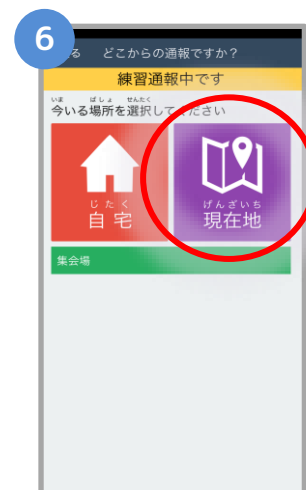 6
る どこからの通報ですか？
練習通報中です
いま ばしょ せんたく
今いる場所を選択してください
じたく
自宅
げんざいち
現在地
集会場